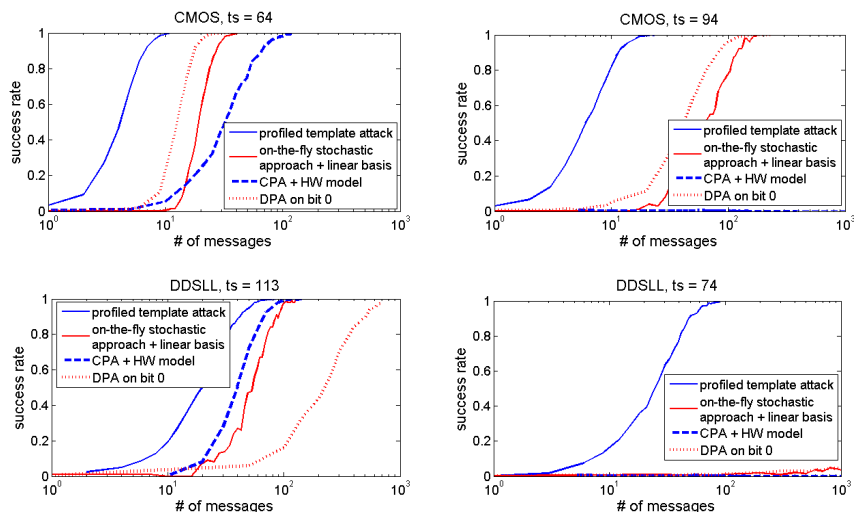 CMOS, ts = 64
1
0.8
0.6
0.4
0.2
0
success rate
profiled template attack
on-the-fly stochastic
approach + linear basis
CPA + HW model
DPA on bit 0
10^0
10^1
10^2
10^3
# of messages
CMOS, ts = 94
1
0.8
0.6
0.4
0.2
0
success rate
profiled template attack
on-the-fly stochastic
approach + linear basis
CPA + HW model
DPA on bit 0
10^0
10^1
10^2
10^3
# of messages
DDSLL, ts = 113
1
0.8
0.6
0.4
0.2
0
success rate
profiled template attack
on-the-fly stochastic
approach + linear basis
CPA + HW model
DPA on bit 0
10^0
10^1
10^2
10^3
# of messages
DDSLL, ts = 74
1
0.8
0.6
0.4
0.2
0
success rate
profiled template attack
on-the-fly stochastic
approach + linear basis
CPA + HW model
DPA on bit 0
10^0
10^1
10^2
10^3
# of messages